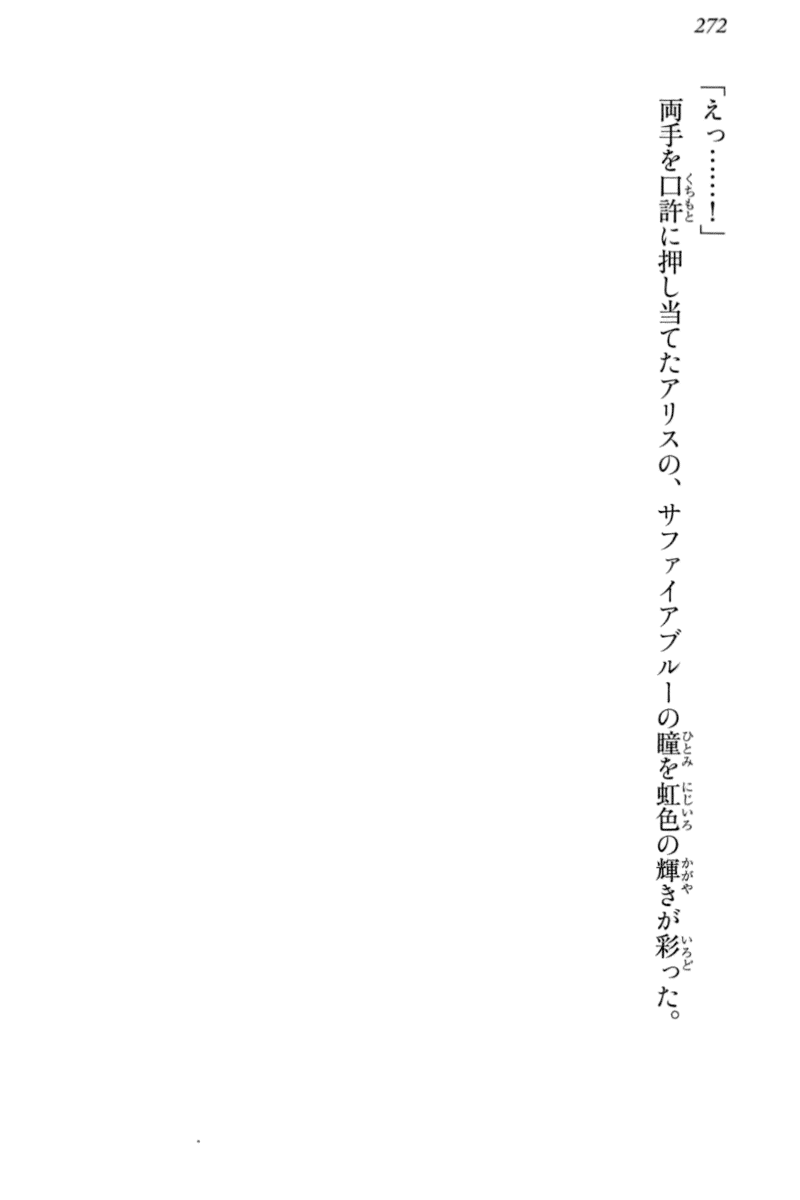 272
「えっ……！」
両手を口許に押し当てたアリスの、サファイアブルーの瞳を虹色の輝きが彩った。
くちもと
ひとみ
にじいろ
かがや
いろど